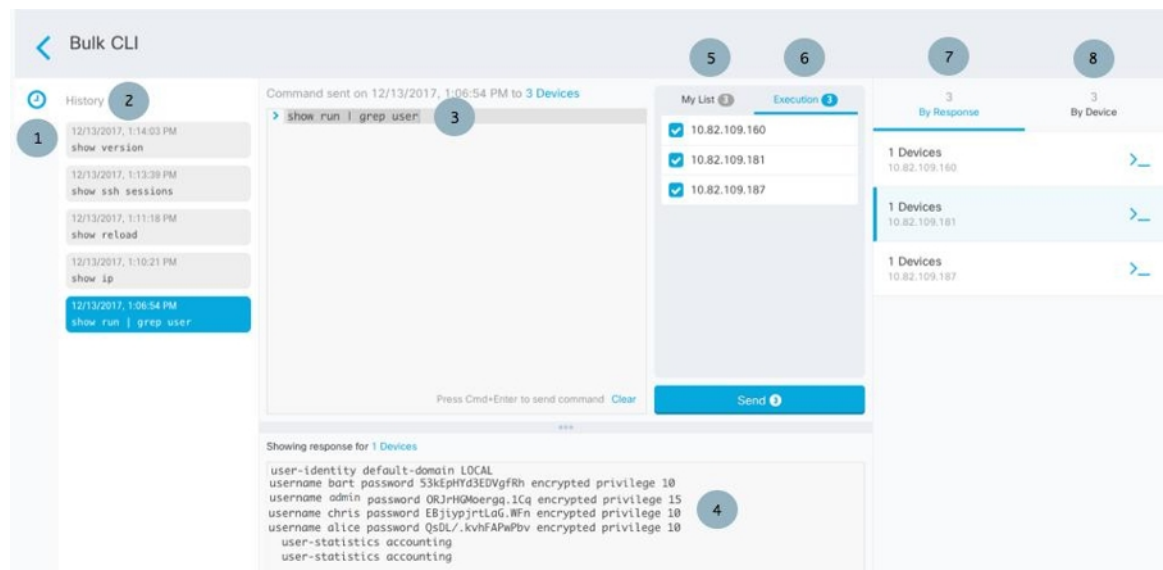 Bulk CLI
1
History
2
12/13/2017, 1:14:03 PM
show version
12/13/2017, 1:13:39 PM
show ssh sessions
12/13/2017, 1:11:18 PM
show reload
12/13/2017, 1:10:21 PM
show ip
12/13/2017, 1:06:54 PM
show run | grep user
Command sent on 12/13/2017, 1:06:54 PM to 3 Devices
> show run | grep user
3
Press Cmd+Enter to send command Clear
5
6
My List 3
Execution 3
10.82.109.160
10.82.109.181
10.82.109.187
Send 3
7
8
3
By Response
3
By Device
1 Devices
10.82.109.160
>_
1 Devices
10.82.109.181
>_
1 Devices
10.82.109.187
>_
Showing response for 1 Devices
user-identity default-domain LOCAL
username bart password 53kEpHYd3EDVgfRh encrypted privilege 10
username admin password ORJrHGMoergq.1Cq encrypted privilege 15
username chris password EBjiypjrtLaG.WFn encrypted privilege 10
username alice password QsDL/.kvhFAPwPbv encrypted privilege 10
user-statistics accounting
user-statistics accounting
4